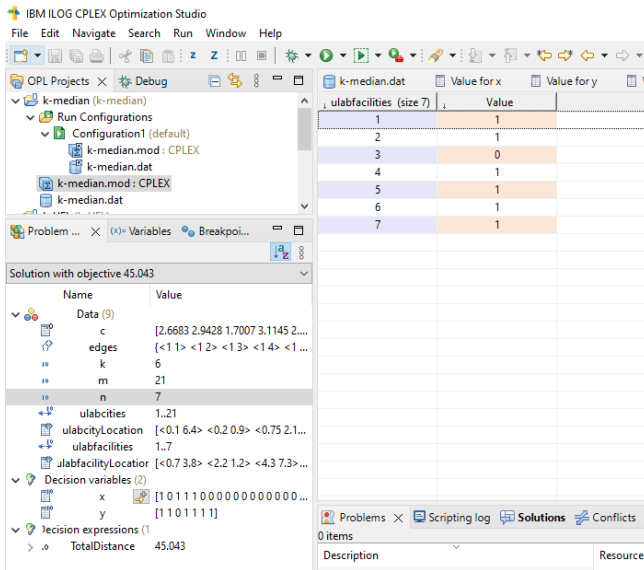 IBM ILOG CPLEX Optimization Studio
File Edit Navigate Search Run Window Help
OPL Projects Debug
k-median (k-median)
Run Configurations
Configuration1 (default)
k-median.mod : CPLEX
k-median.dat
k-median.mod : CPLEX
k-median.dat
Problem ... (x)= Variables Breakpoi...
Solution with objective 45.043
Name Value
Data (9)
c [2.6683 2.9428 1.7007 3.1145 2....
edges {<1 1> <1 2> <1 3> <1 4> <1 ...
k 6
m 21
n 7
ulabcities 1..21
ulabcityLocation [<0.1 6.4> <0.2 0.9> <0.75 2.1...
ulabfacilities 1..7
ulabfacilityLocation [<0.7 3.8> <2.2 1.2> <4.3 7.3>...
Decision variables (2)
x [1 0 1 1 1 0 0 0 0 0 0 0 0 0 0 0 ...
y [1 1 0 1 1 1 1]
Decision expressions (1
TotalDistance 45.043
k-median.dat Value for x Value for y
ulabfacilities (size 7) Value
1 1
2 1
3 0
4 1
5 1
6 1
7 1
Problems Scripting log Solutions Conflicts
0 items
Description Resource